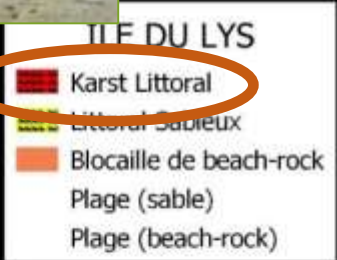 ILE DU LYS
Karst Littoral
Littoral Sableux
Blocaille de beach-rock
Plage (sable)
Plage (beach-rock)